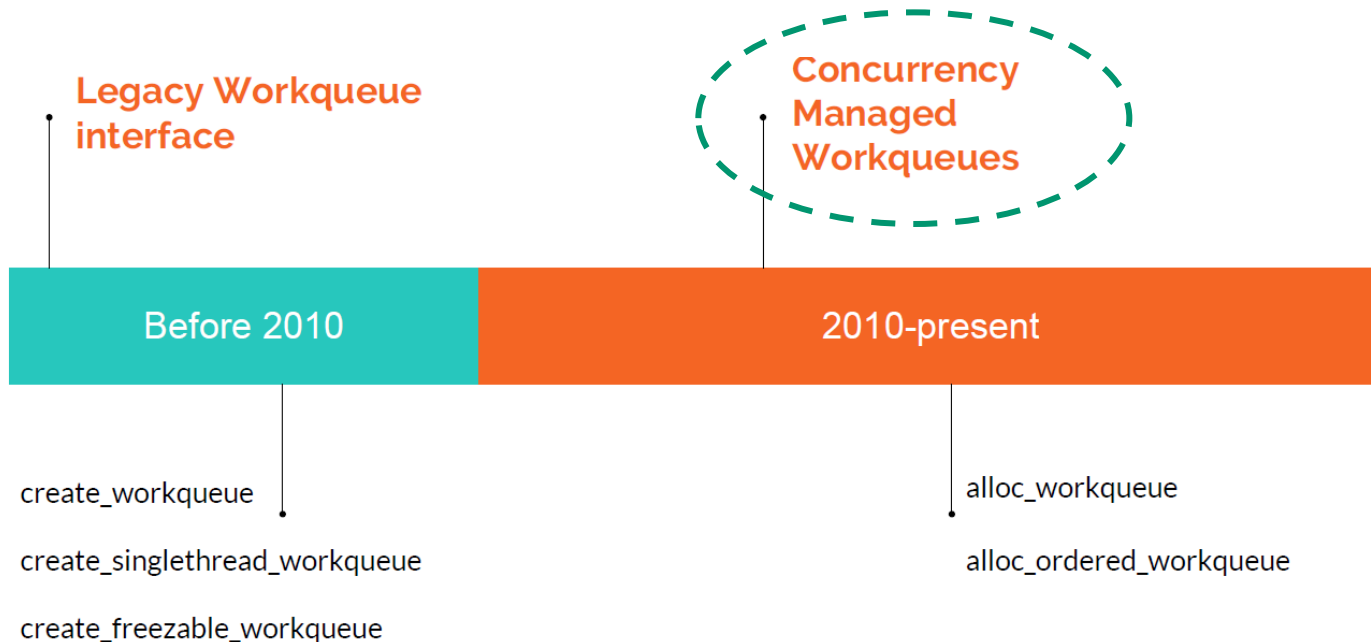 Legacy Workqueue
interface
Concurrency
Managed
Workqueues
Before 2010
2010-present
create_workqueue
create_singlethread_workqueue
create_freezable_workqueue
alloc_workqueue
alloc_ordered_workqueue